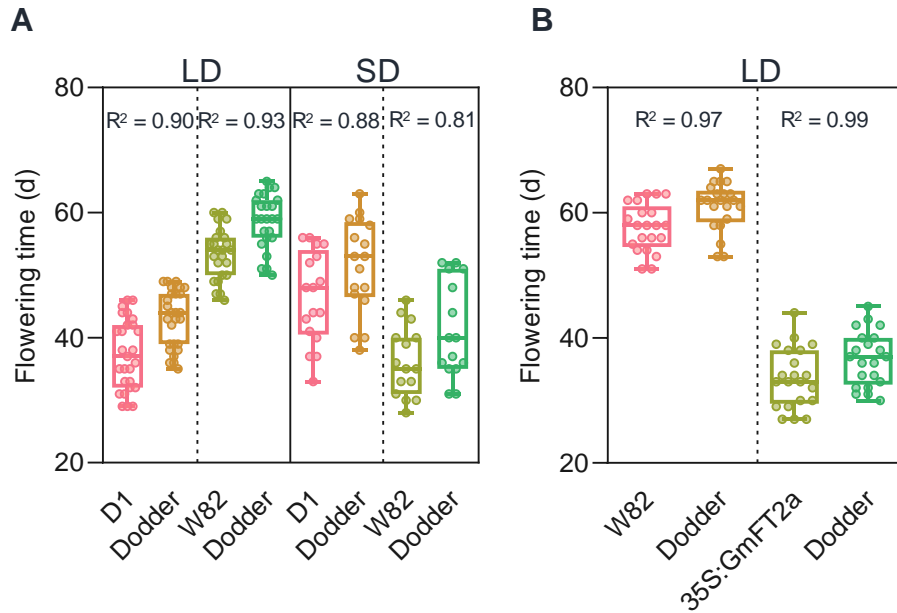 A
B
LD
SD
LD
R² = 0.90
R² = 0.93
R² = 0.88
R² = 0.81
R² = 0.97
R² = 0.99
Flowering time (d)
80
60
40
20
Flowering time (d)
80
60
40
20
D1
Dodder
W82
Dodder
D1
Dodder
W82
Dodder
W82
Dodder
35S:GmFT2a
Dodder